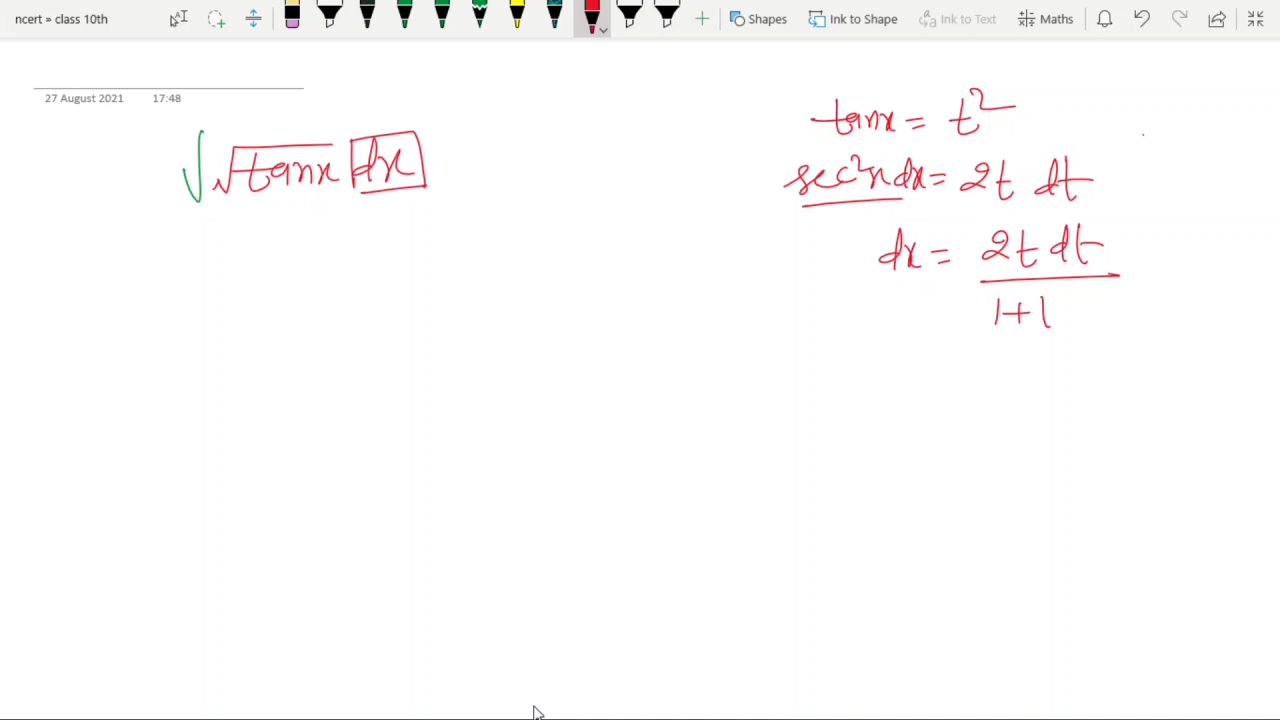 ncert » class 10th
Shapes
Ink to Shape
Ink to Text
Maths
27 August 2021 17:48
∫√tanx dx
tanx = t²
sec²x dx = 2t dt
dx = 2t dt
1+1